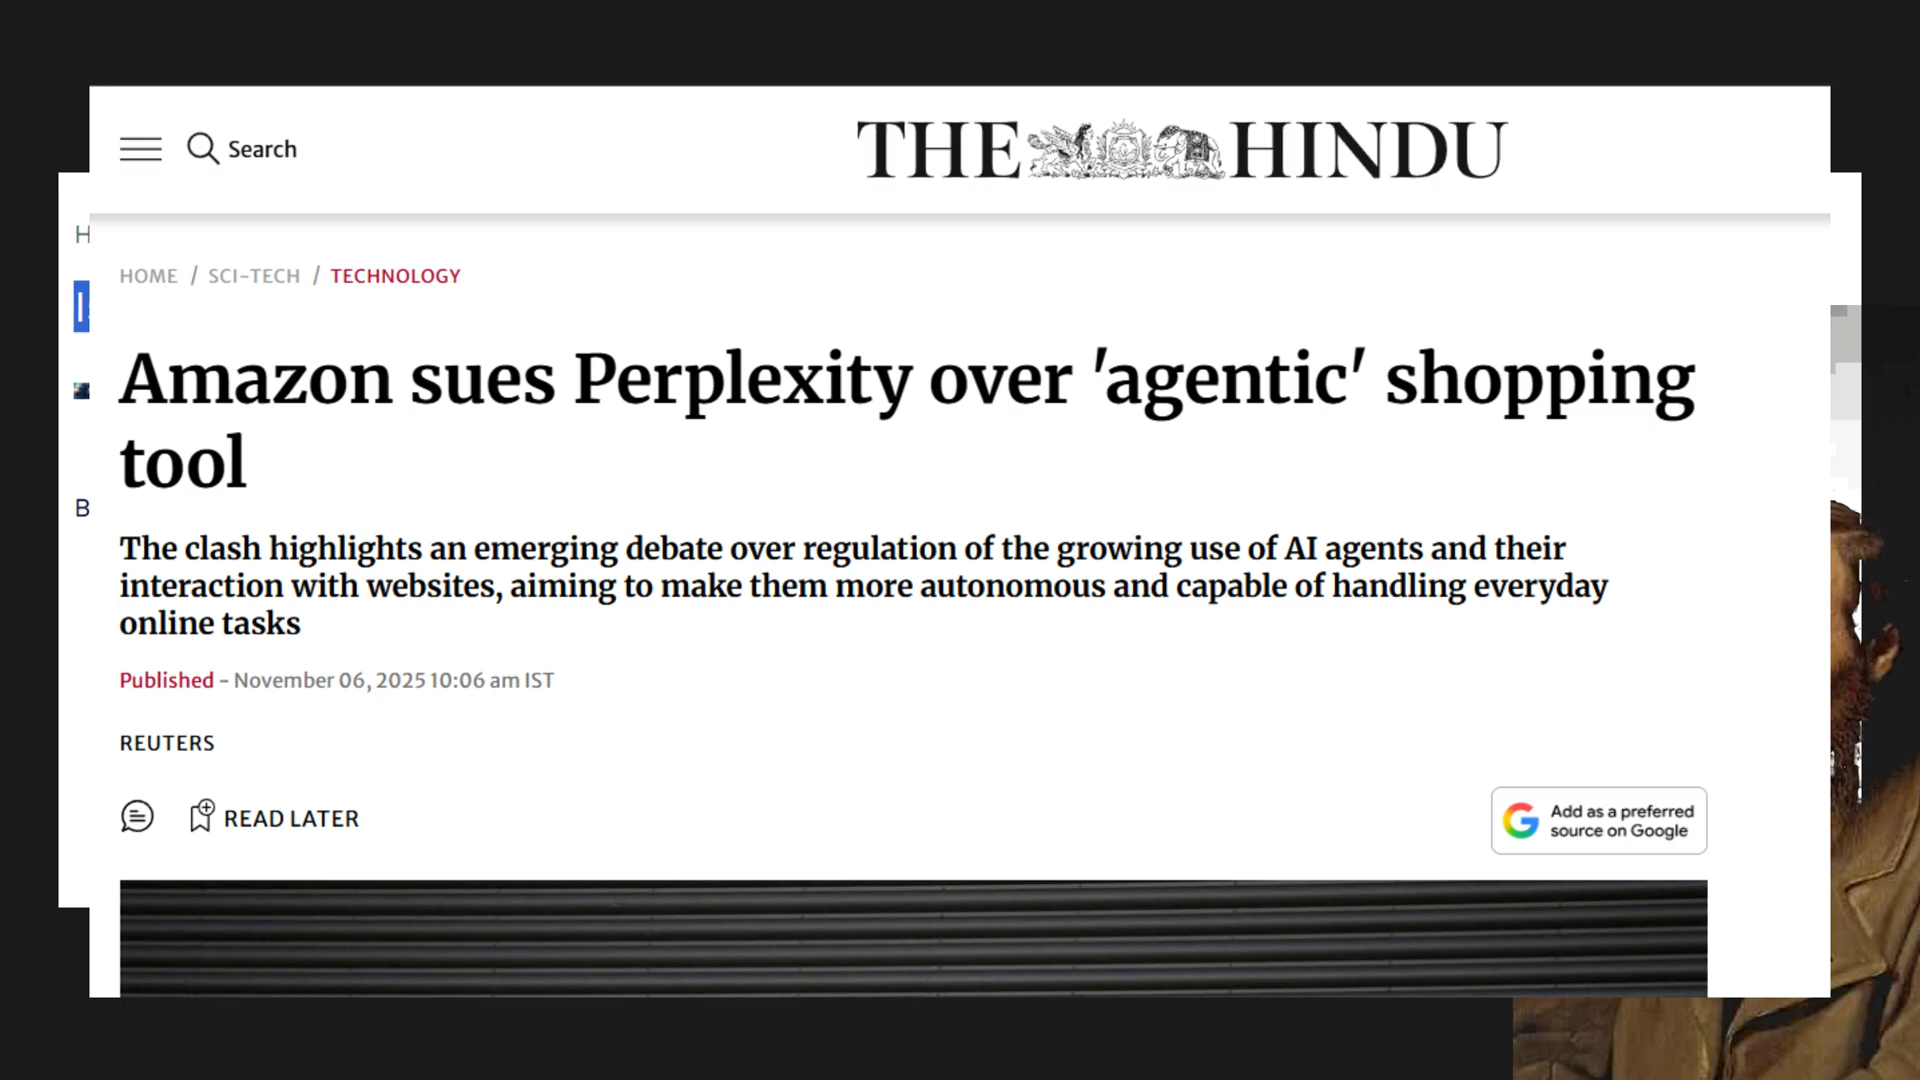 Search
THE HINDU
H
HOME / SCI-TECH / TECHNOLOGY
Amazon sues Perplexity over 'agentic' shopping
tool
B
The clash highlights an emerging debate over regulation of the growing use of AI agents and their
interaction with websites, aiming to make them more autonomous and capable of handling everyday
online tasks
Published - November 06, 2025 10:06 am IST
REUTERS
READ LATER
Add as a preferred
source on Google